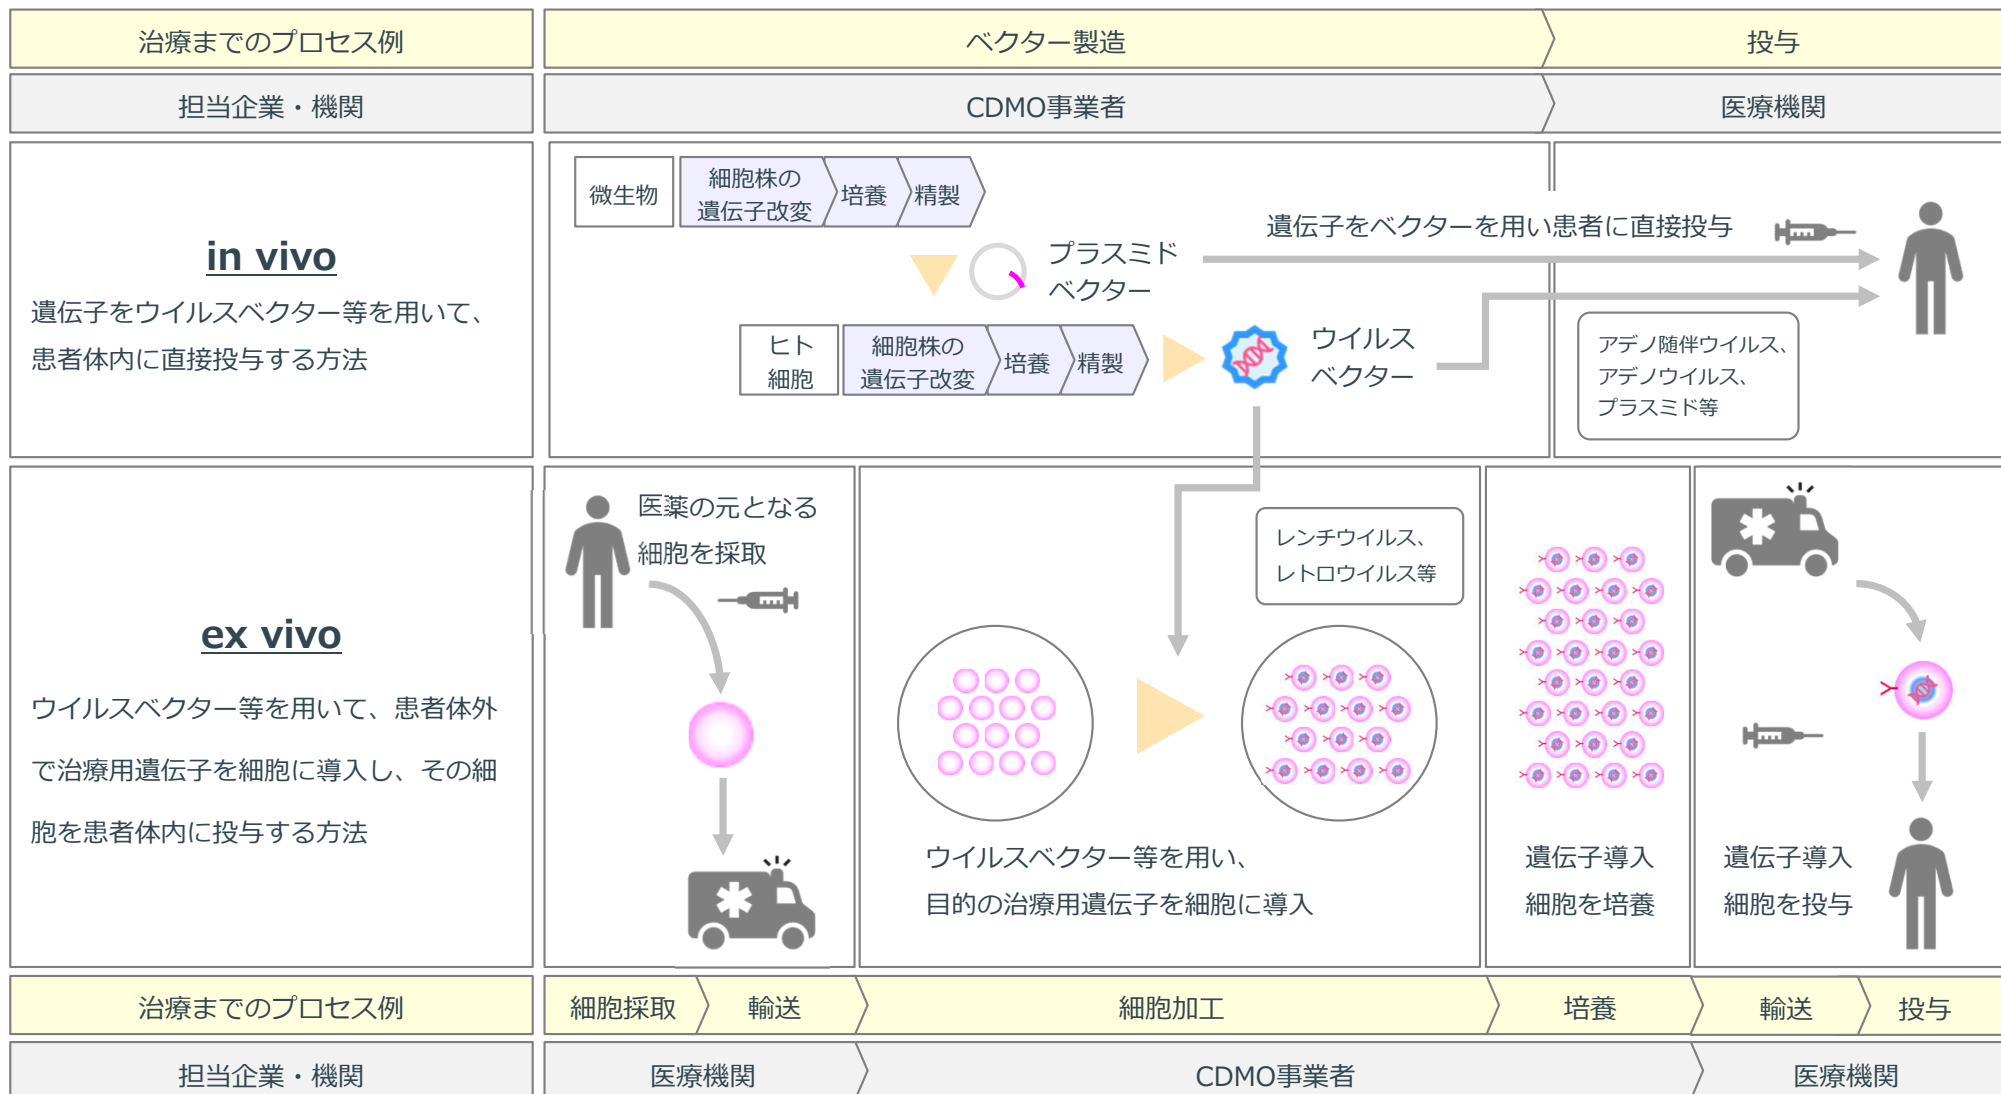 治療までのプロセス例
ベクター製造
投与
担当企業・機関
CDMO事業者
医療機関
in vivo
遺伝子をウイルスベクター等を用いて、
患者体内に直接投与する方法
微生物
細胞株の
遺伝子改変
培養
精製
プラスミド
ベクター
遺伝子をベクターを用い患者に直接投与
ヒト
細胞
細胞株の
遺伝子改変
培養
精製
ウイルス
ベクター
アデノ随伴ウイルス、
アデノウイルス、
プラスミド等
ex vivo
ウイルスベクター等を用いて、患者体外
で治療用遺伝子を細胞に導入し、その細
胞を患者体内に投与する方法
医薬の元となる
細胞を採取
レンチウイルス、
レトロウイルス等
ウイルスベクター等を用い、
目的の治療用遺伝子を細胞に導入
遺伝子導入
細胞を培養
遺伝子導入
細胞を投与
治療までのプロセス例
細胞採取
輸送
細胞加工
培養
輸送
投与
担当企業・機関
医療機関
CDMO事業者
医療機関